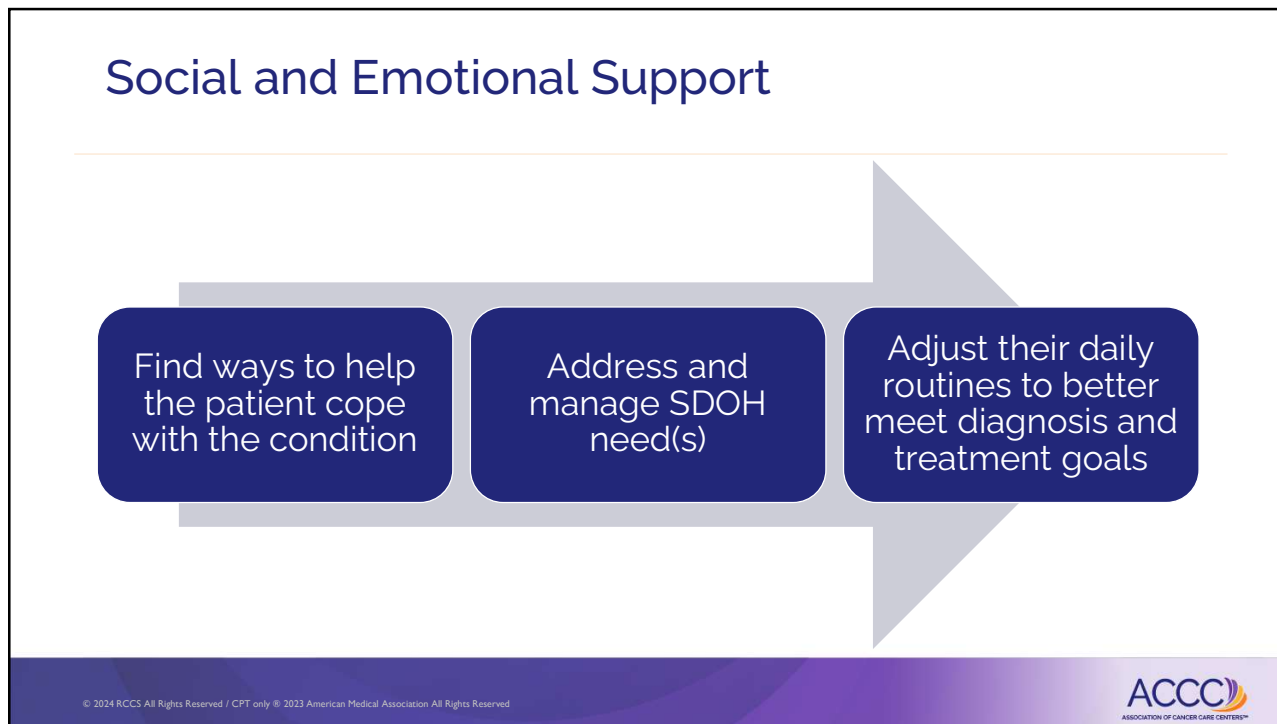 Social and Emotional Support
Find ways to help
the patient cope
with the condition
Address and
manage SDOH
need(s)
Adjust their daily
routines to better
meet diagnosis and
treatment goals
© 2024 RCCS All Rights Reserved / CPT only ® 2023 American Medical Association All Rights Reserved
ACCC
ASSOCIATION OF CANCER CARE CENTERS™